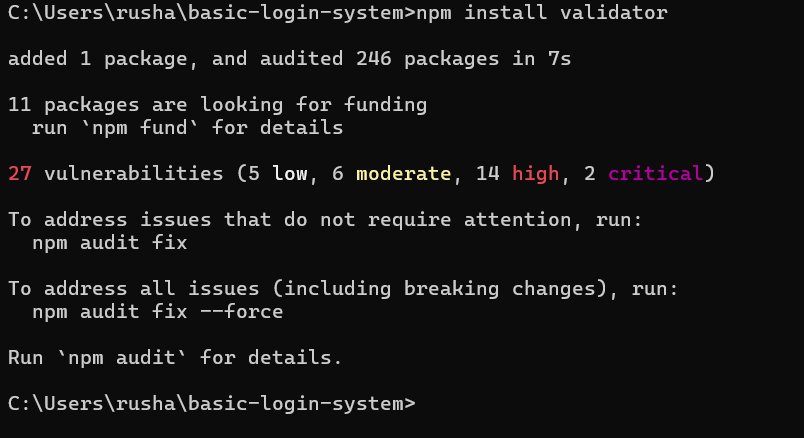 C:\Users\rusha\basic-login-system>npm install validator
added 1 package, and audited 246 packages in 7s
11 packages are looking for funding
  run `npm fund` for details
27 vulnerabilities (5 low, 6 moderate, 14 high, 2 critical)
To address issues that do not require attention, run:
  npm audit fix
To address all issues (including breaking changes), run:
  npm audit fix --force
Run `npm audit` for details.
C:\Users\rusha\basic-login-system>